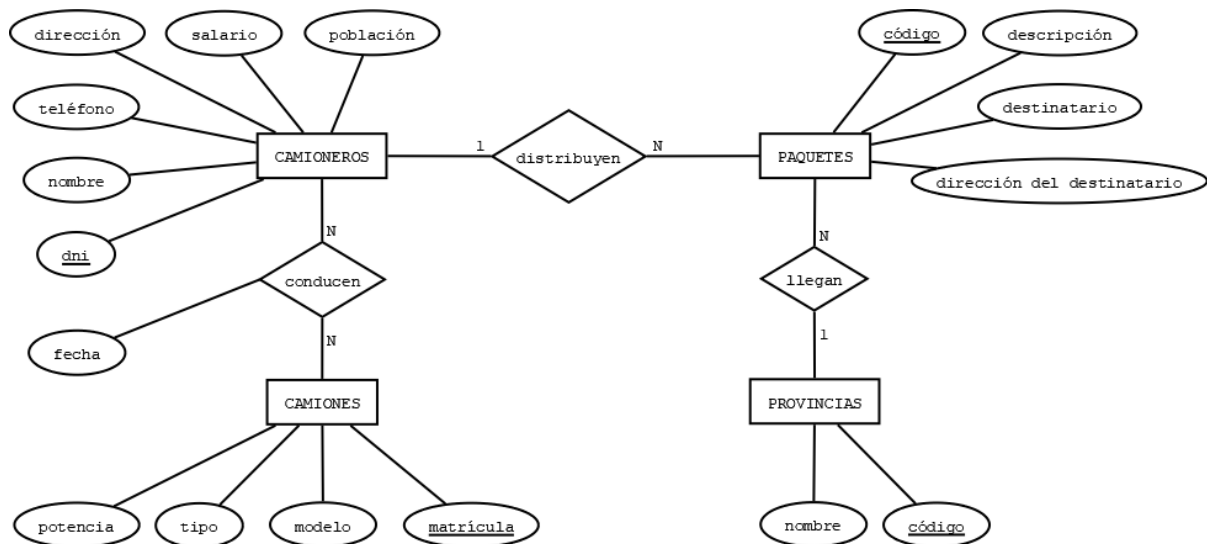 dirección
salario
población
código
descripción
teléfono
destinatario
CAMIONEROS
1
distribuyen
N
PAQUETES
nombre
dirección del destinatario
dni
N
N
conducen
llegan
fecha
N
1
CAMIONES
PROVINCIAS
potencia
tipo
modelo
matrícula
nombre
código